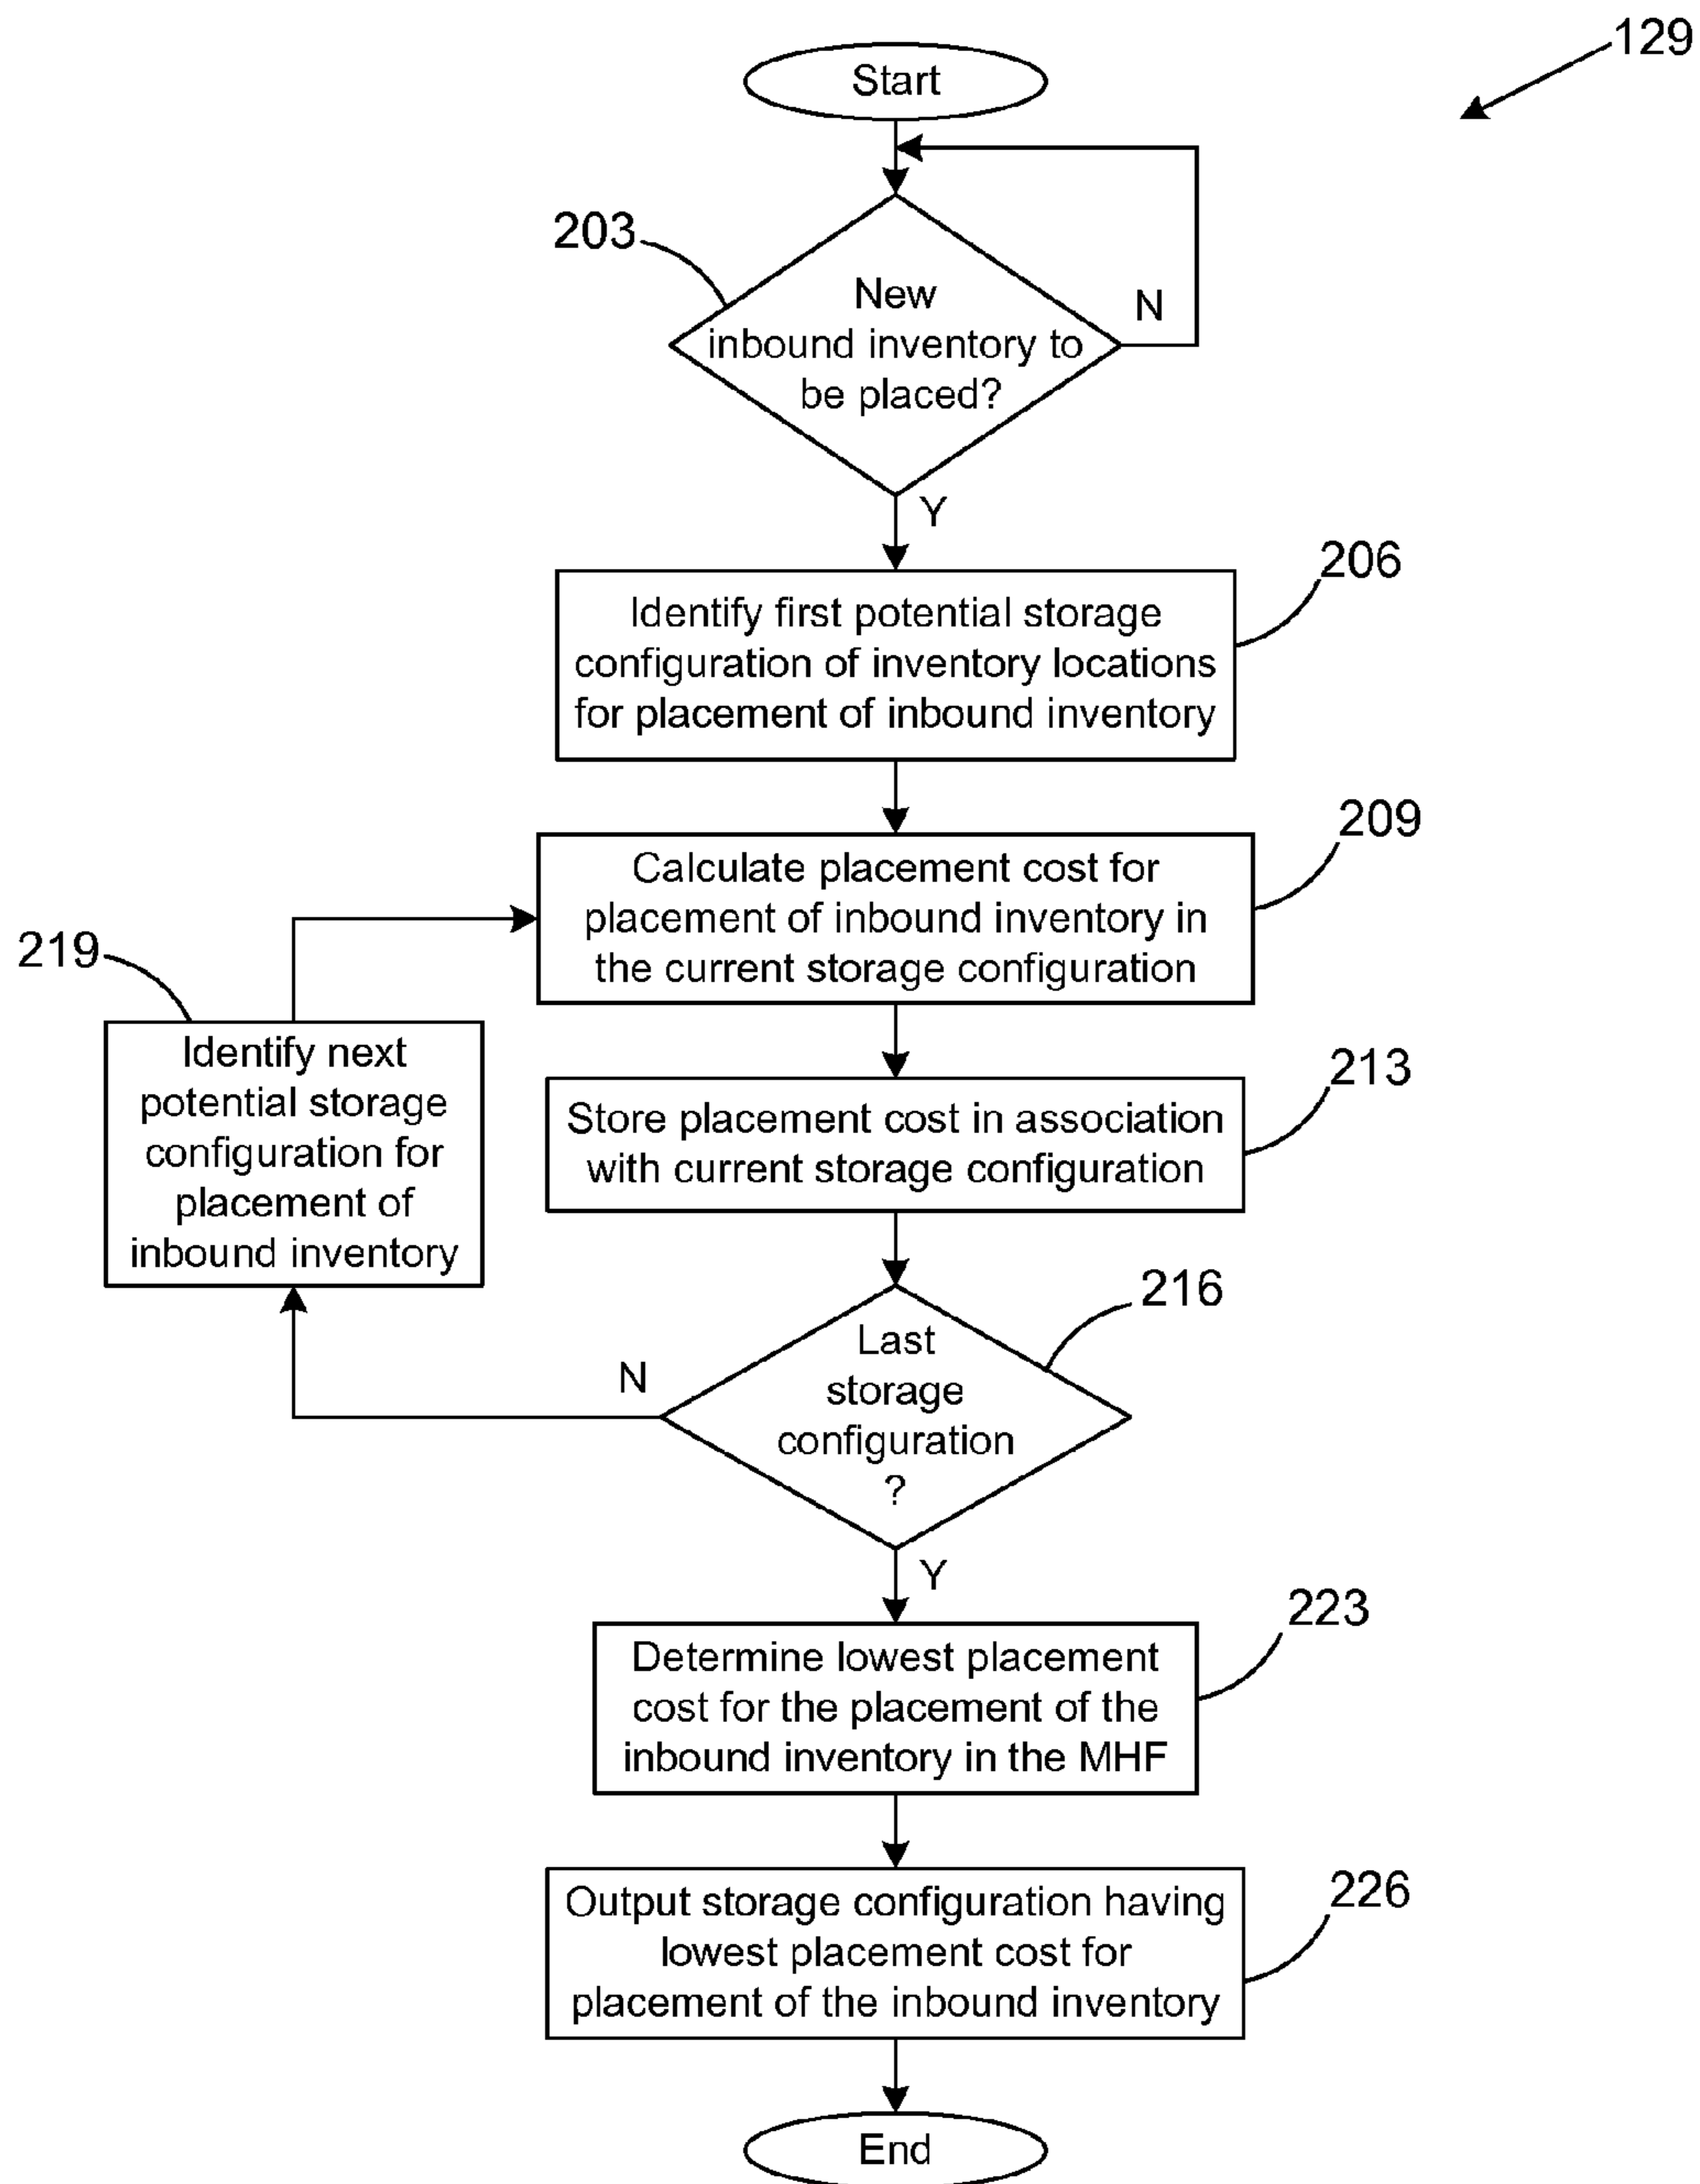 129
Start
203
New
inbound inventory to
be placed?
N
Y
206
Identify first potential storage
configuration of inventory locations
for placement of inbound inventory
209
Calculate placement cost for
placement of inbound inventory in
the current storage configuration
219
Identify next
potential storage
configuration for
placement of
inbound inventory
213
Store placement cost in association
with current storage configuration
216
Last
storage
configuration
?
N
Y
223
Determine lowest placement
cost for the placement of the
inbound inventory in the MHF
226
Output storage configuration having
lowest placement cost for
placement of the inbound inventory
End